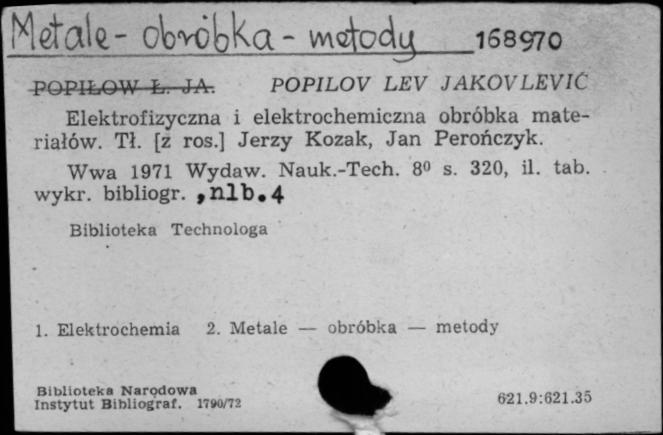 Metale - obróbka - metody 168970
POPIŁOW Ł. JA. POPILOV LEV JAKOVLEVIČ
Elektrofizyczna i elektrochemiczna obróbka mate-
riałów. Tł. [z ros.] Jerzy Kozak, Jan Perończyk.
Wwa 1971 Wydaw. Nauk.-Tech. 8⁰ s. 320, il. tab.
wykr. bibliogr. , nlb. 4
Biblioteka Technologa
1. Elektrochemia 2. Metale — obróbka — metody
Biblioteka Narodowa
Instytut Bibliograf. 1790/72 621.9:621.35